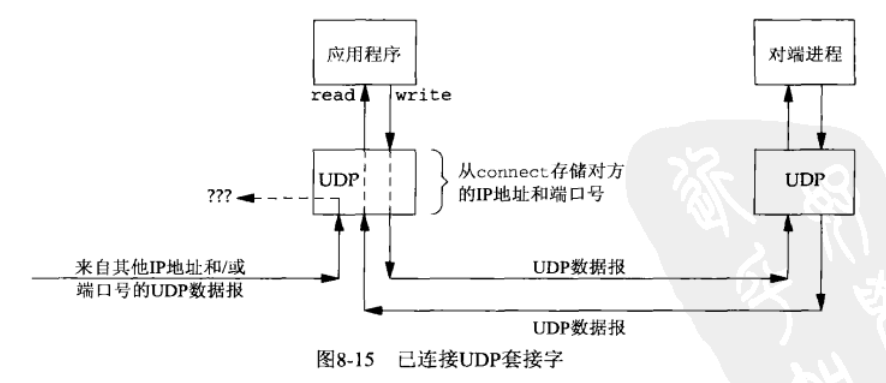 应用程序
对端进程
read
write
UDP
从connect存储对方
的IP地址和端口号
UDP
???
来自其他IP地址和/或
端口号的UDP数据报
UDP数据报
UDP数据报
图8-15 已连接UDP套接字